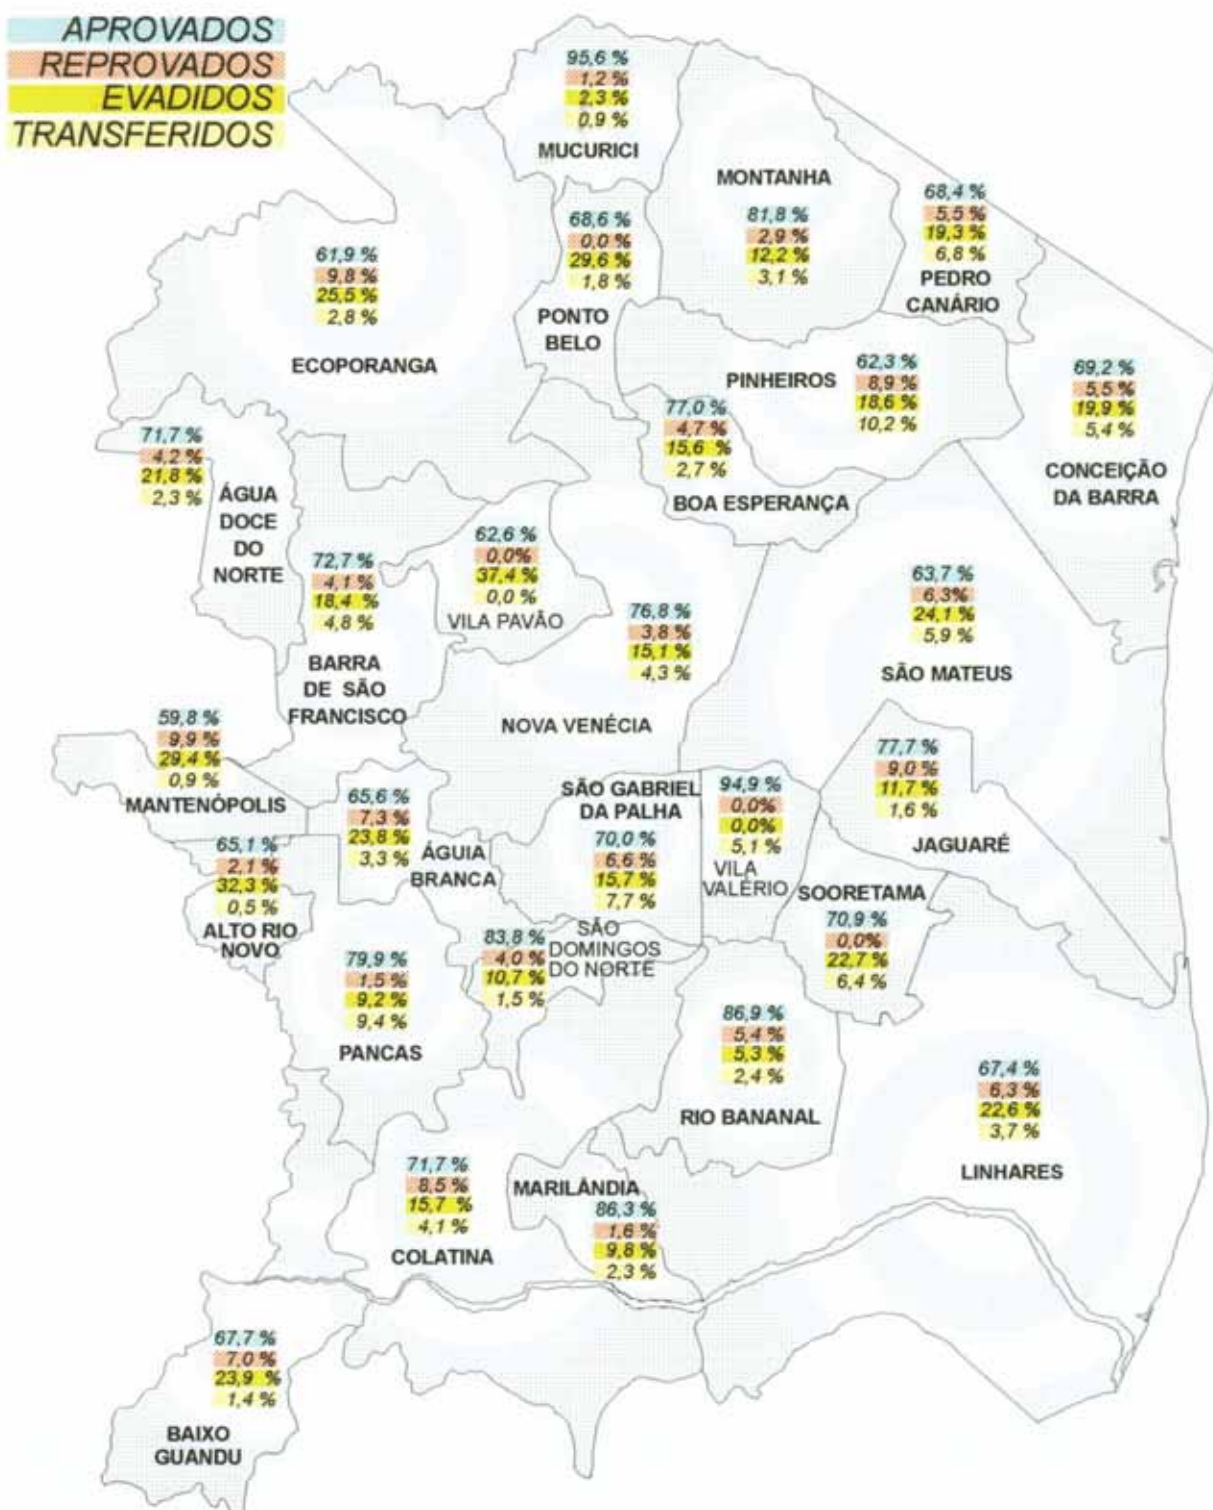 APROVADOS
REPROVADOS
EVADIDOS
TRANSFERIDOS
95,6 %
1,2 %
2,3 %
0,9 %
MUCURICI
MONTANHA
81,8 %
2,9 %
12,2 %
3,1 %
68,4 %
5,5 %
19,3 %
6,8 %
PEDRO
CANÁRIO
68,6 %
0,0 %
29,6 %
1,8 %
PONTO
BELO
61,9 %
9,8 %
25,5 %
2,8 %
ECOPORANGA
PINHEIROS
62,3 %
8,9 %
18,6 %
10,2 %
69,2 %
5,5 %
19,9 %
5,4 %
CONCEIÇÃO
DA BARRA
77,0 %
4,7 %
15,6 %
2,7 %
BOA ESPERANÇA
71,7 %
4,2 %
21,8 %
2,3 %
ÁGUA
DOCE
DO
NORTE
72,7 %
4,1 %
18,4 %
4,8 %
BARRA
DE SÃO
FRANCISCO
62,6 %
0,0%
37,4 %
0,0 %
VILA PAVÃO
76,8 %
3,8 %
15,1 %
4,3 %
NOVA VENÉCIA
63,7 %
6,3%
24,1 %
5,9 %
SÃO MATEUS
59,8 %
9,9 %
29,4 %
0,9 %
MANTENÓPOLIS
65,6 %
7,3 %
23,8 %
3,3 %
ÁGUIA
BRANCA
SÃO GABRIEL
DA PALHA
70,0 %
6,6 %
15,7 %
7,7 %
94,9 %
0,0%
0,0%
5,1 %
VILA
VALÉRIO
77,7 %
9,0 %
11,7 %
1,6 %
JAGUARÉ
65,1 %
2,1 %
32,3 %
0,5 %
ALTO RIO
NOVO
SOORETAMA
70,9 %
0,0%
22,7 %
6,4 %
79,9 %
1,5 %
9,2 %
9,4 %
PANCAS
83,8 %
4,0 %
10,7 %
1,5 %
SÃO
DOMINGOS
DO NORTE
86,9 %
5,4 %
5,3 %
2,4 %
RIO BANANAL
67,4 %
6,3 %
22,6 %
3,7 %
LINHARES
71,7 %
8,5 %
15,7 %
4,1 %
COLATINA
MARILÂNDIA
86,3 %
1,6 %
9,8 %
2,3 %
67,7 %
7,0 %
23,9 %
1,4 %
BAIXO
GUANDU